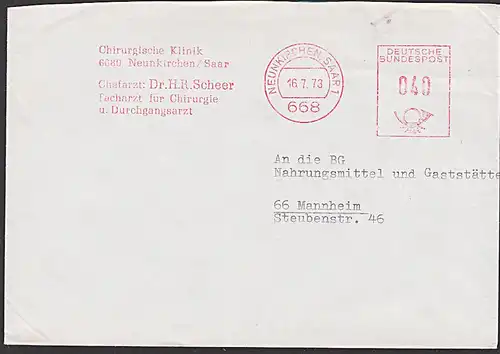 Chirurgische Klinik
6680 Neunkirchen/Saar
Chefarzt: Dr.H.R.Scheer
Facharzt für Chirurgie
u. Durchgangsarzt
NEUNKIRCHEN, SAAR 1
16.7.73
668
DEUTSCHE
BUNDESPOST
040
An die BG
Nahrungsmittel und Gaststätte
66 Mannheim
Steubenstr. 46